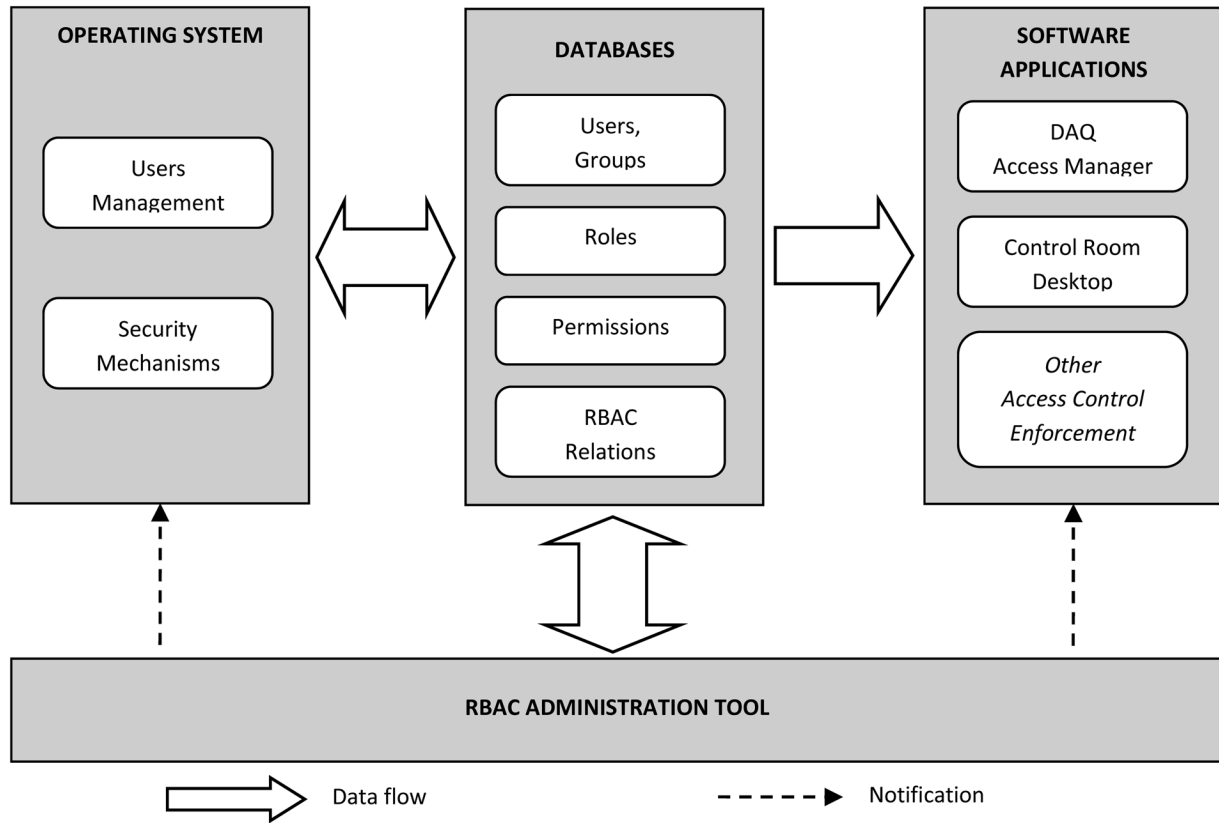 OPERATING SYSTEM
Users
Management
Security
Mechanisms
DATABASES
Users,
Groups
Roles
Permissions
RBAC
Relations
SOFTWARE
APPLICATIONS
DAQ
Access Manager
Control Room
Desktop
Other
Access Control
Enforcement
RBAC ADMINISTRATION TOOL
Data flow
Notification